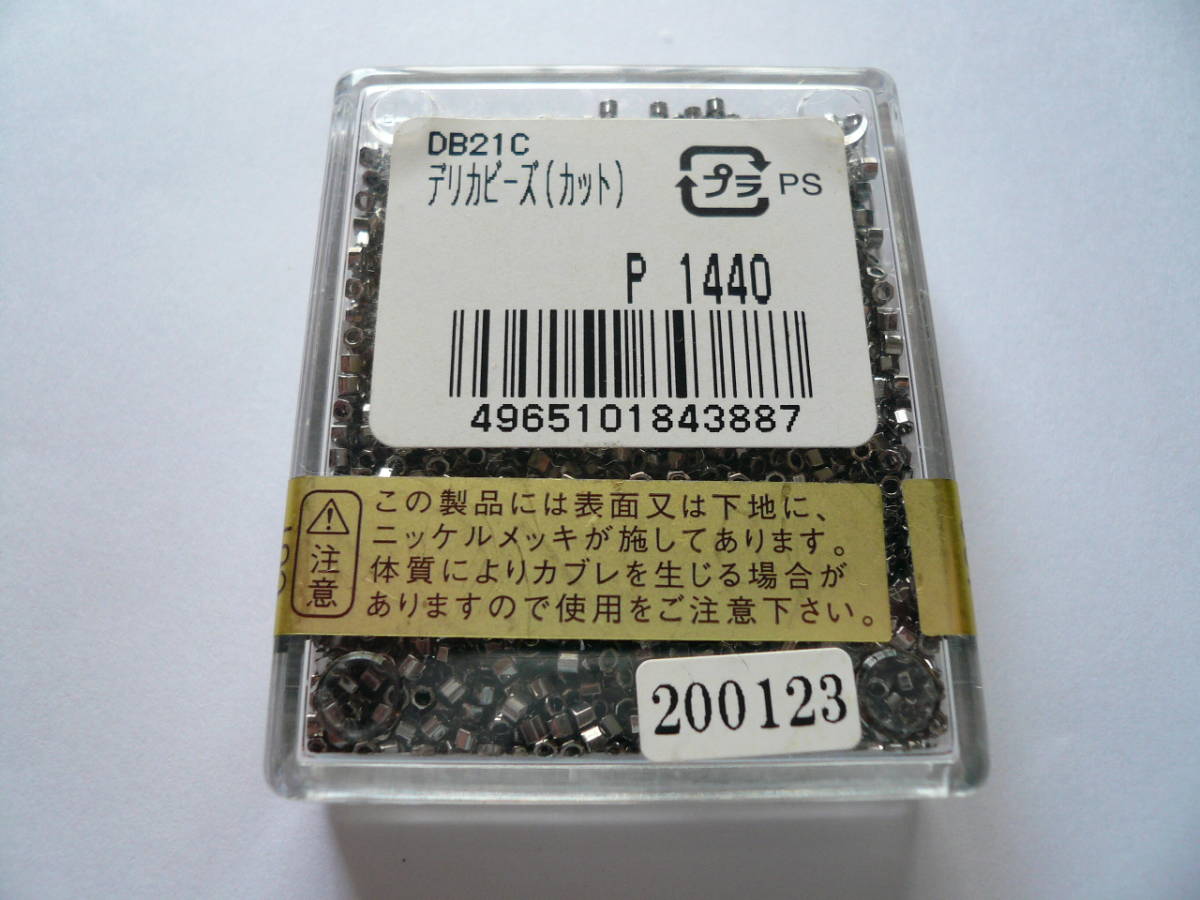 DB21C
デリカビーズ(カット)
プラ PS
P 1440
4965101843887
注意
この製品には表面又は下地に、
ニッケルメッキが施してあります。
体質によりカブレを生じる場合が
ありますので使用をご注意下さい。
200123